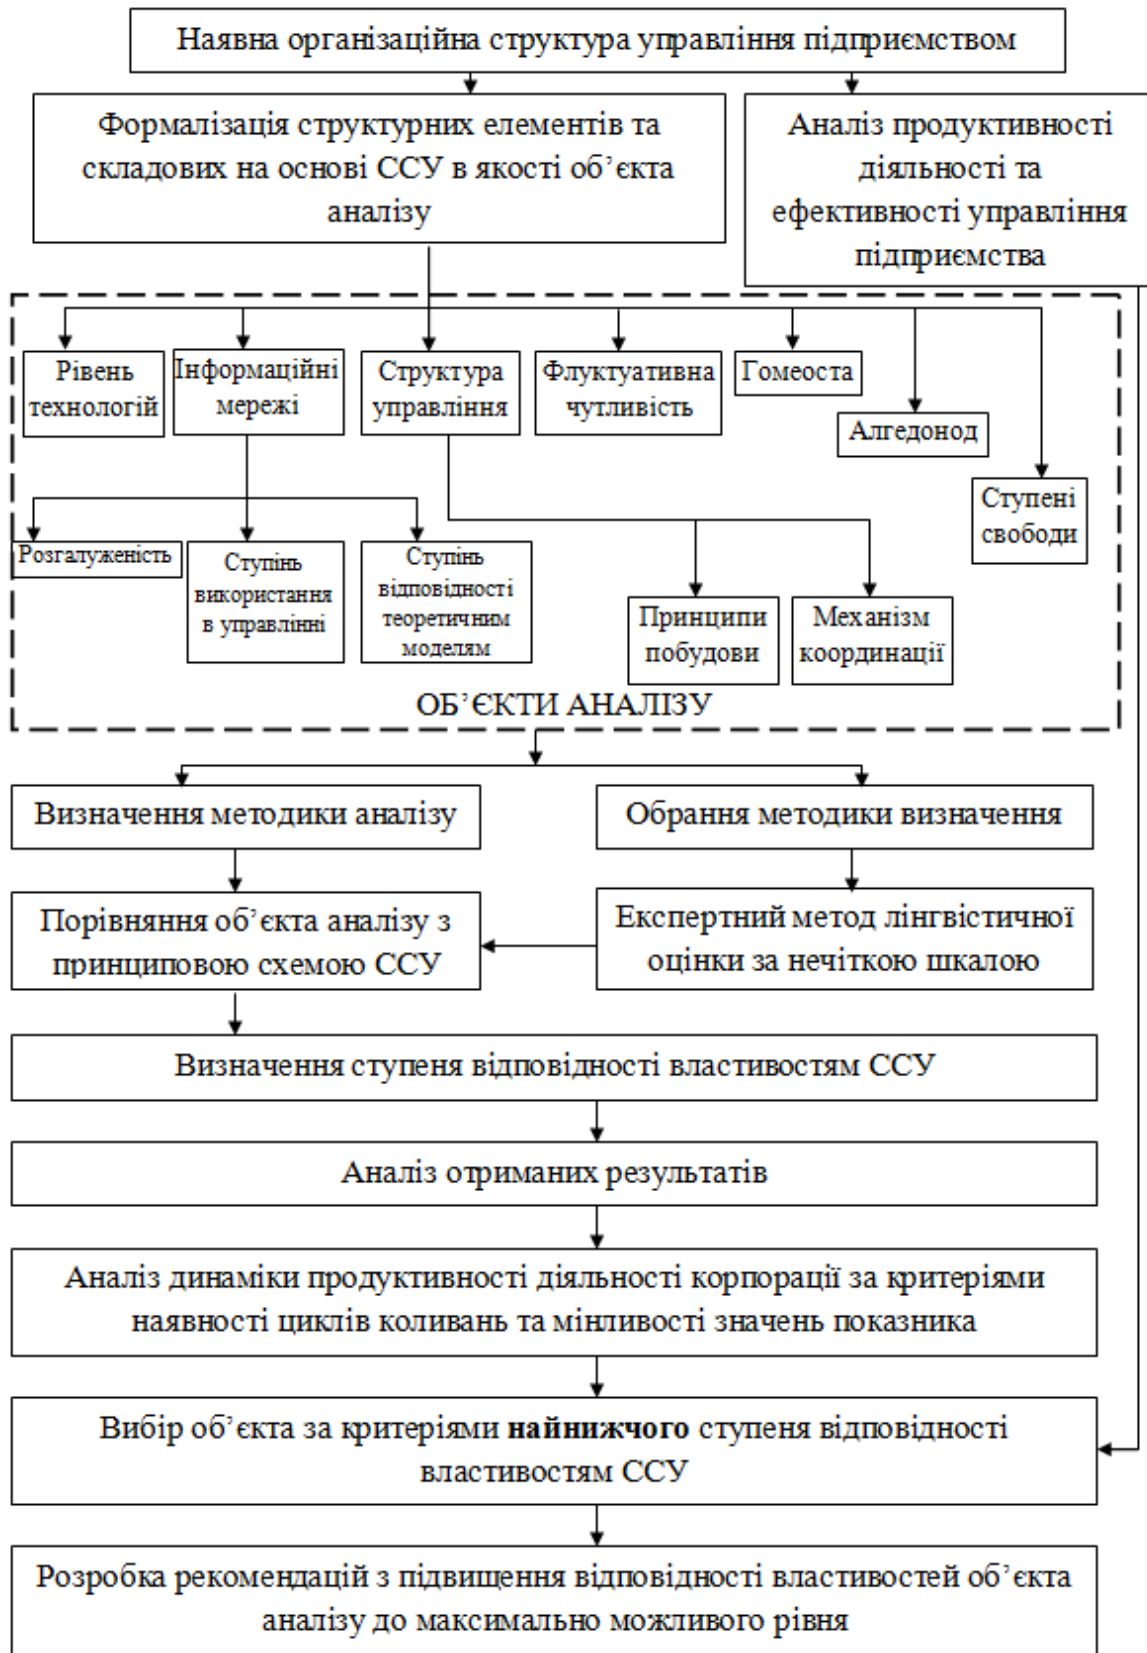 Наявна організаційна структура управління підприємством
Формалізація структурних елементів та
складових на основі ССУ в якості об’єкта
аналізу
Аналіз продуктивності
діяльності та
ефективності управління
підприємства
Рівень
технологій
Інформаційні
мережі
Структура
управління
Флуктуативна
чутливість
Гомеоста
Алгедонод
Ступені
свободи
Розгалуженість
Ступінь
використання
в управлінні
Ступінь
відповідності
теоретичним
моделям
Принципи
побудови
Механізм
координації
ОБ’ЄКТИ АНАЛІЗУ
Визначення методики аналізу
Обрання методики визначення
Порівняння об’єкта аналізу з
принциповою схемою ССУ
Експертний метод лінгвістичної
оцінки за нечіткою шкалою
Визначення ступеня відповідності властивостям ССУ
Аналіз отриманих результатів
Аналіз динаміки продуктивності діяльності корпорації за критеріями
наявності циклів коливань та мінливості значень показника
Вибір об’єкта за критеріями найнижчого ступеня відповідності
властивостям ССУ
Розробка рекомендацій з підвищення відповідності властивостей об’єкта
аналізу до максимально можливого рівня